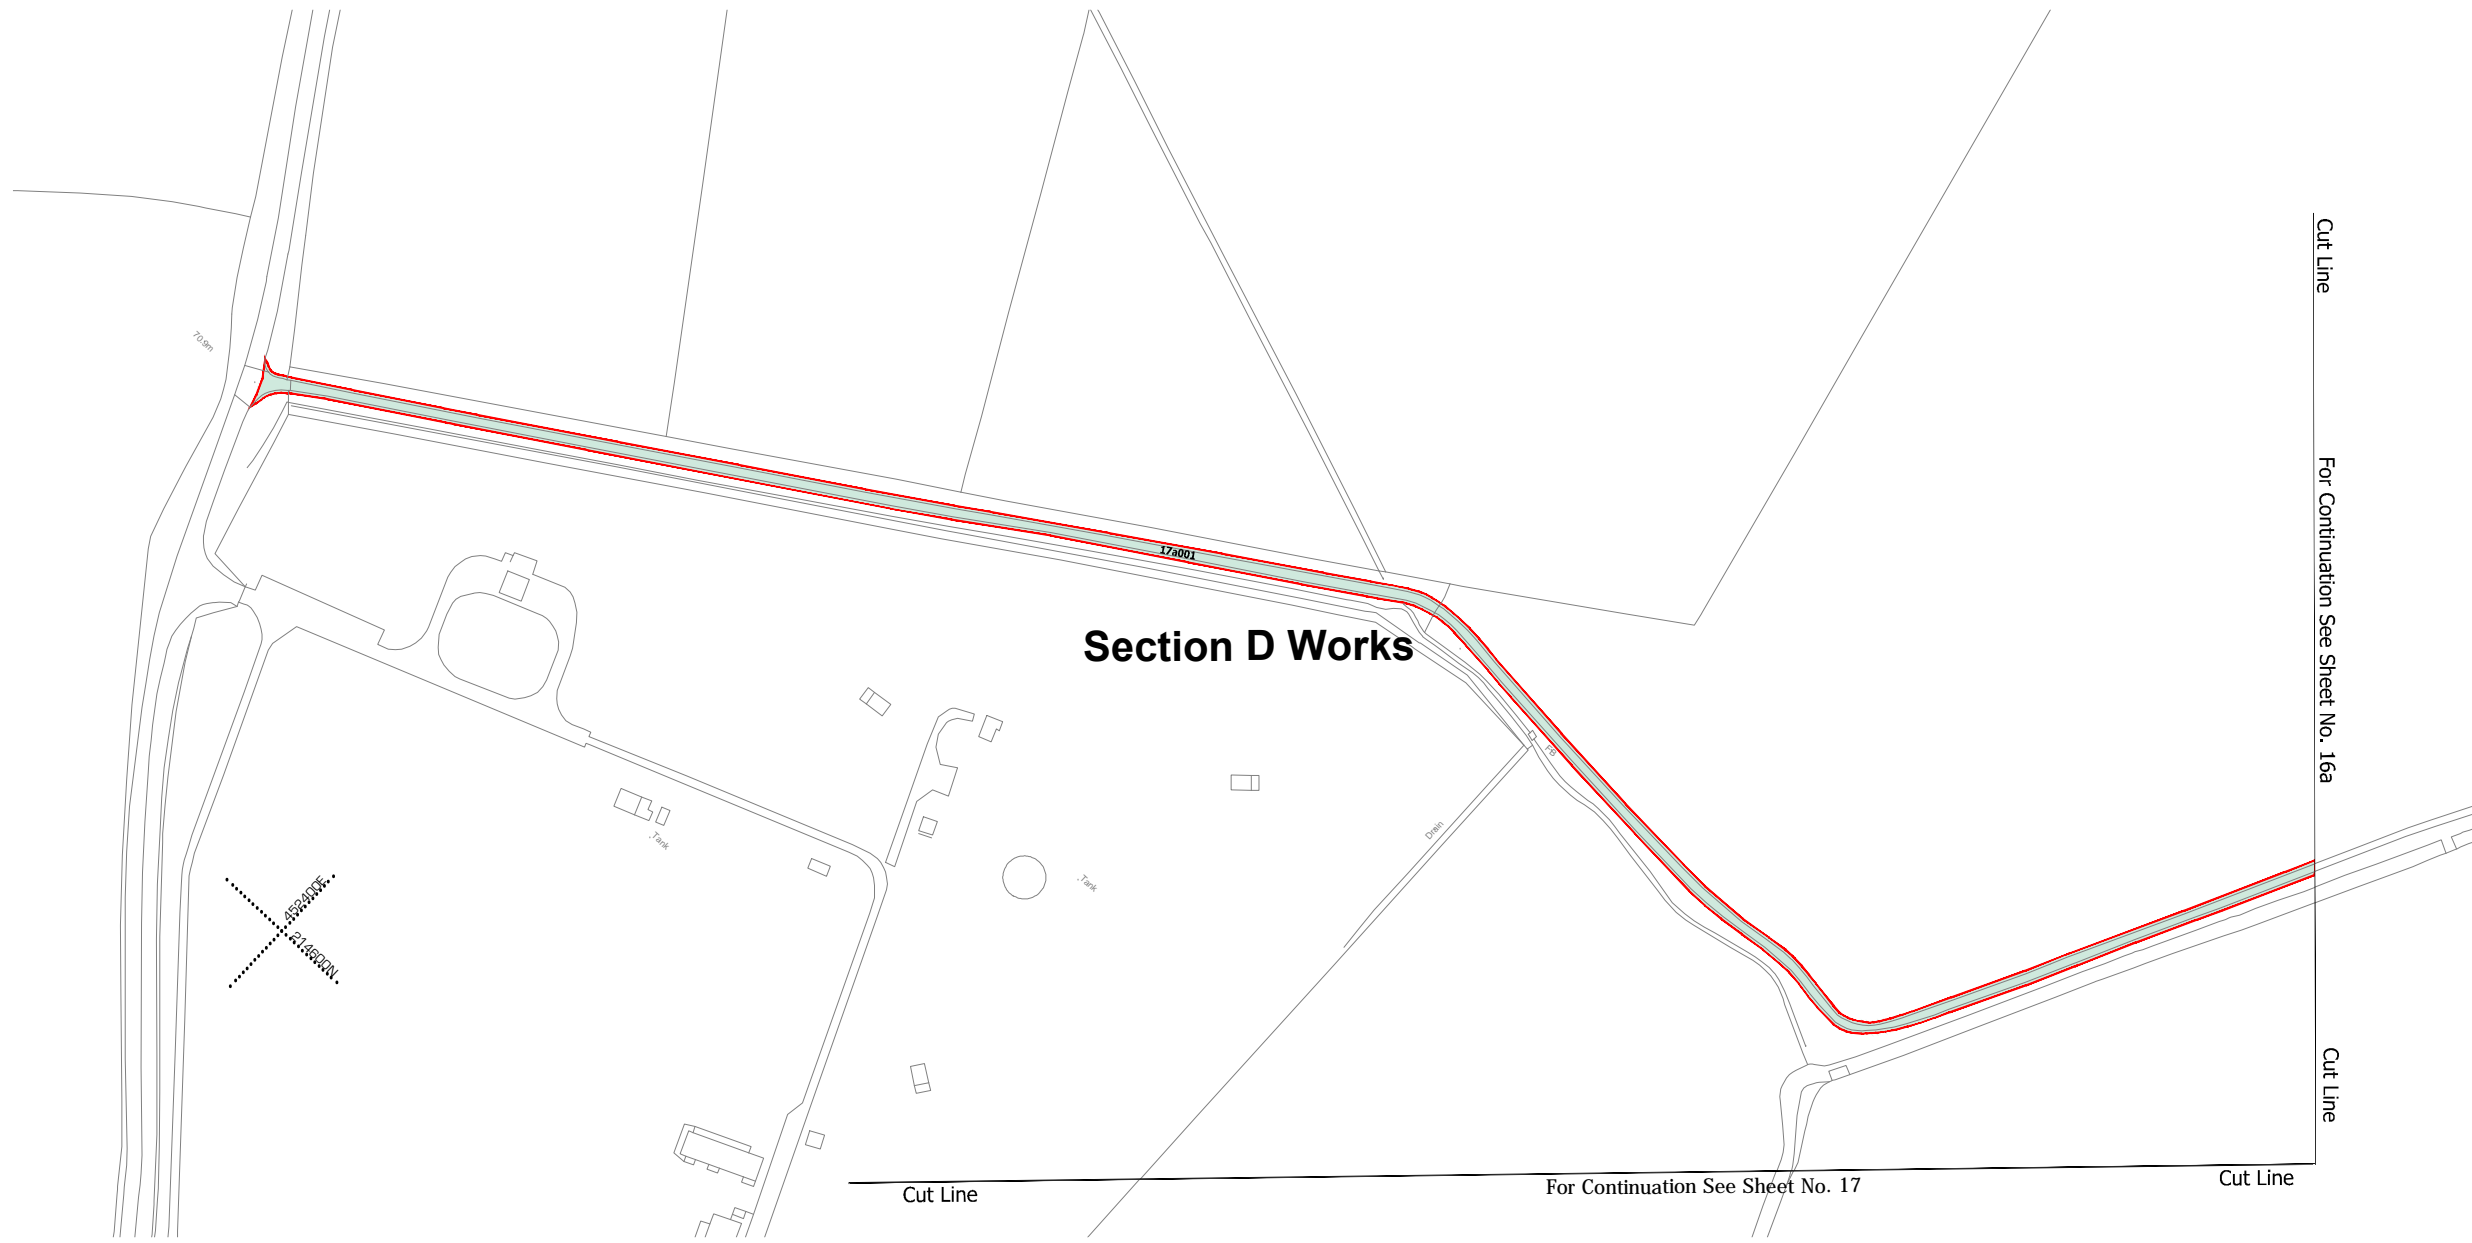 Cut Line
70.9m
For Continuation See Sheet No. 16a
17a001
Section D Works
FB
Drain
Tank
Tank
452400E
214600N
Cut Line
Cut Line
For Continuation See Sheet No. 17
Cut Line